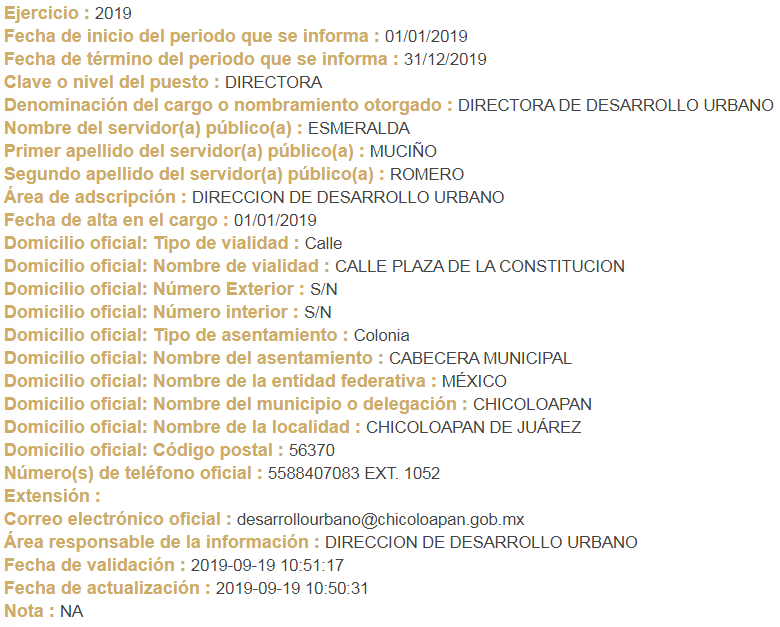 Ejercicio : 2019
Fecha de inicio del periodo que se informa : 01/01/2019
Fecha de término del periodo que se informa : 31/12/2019
Clave o nivel del puesto : DIRECTORA
Denominación del cargo o nombramiento otorgado : DIRECTORA DE DESARROLLO URBANO
Nombre del servidor(a) público(a) : ESMERALDA
Primer apellido del servidor(a) público(a) : MUCIÑO
Segundo apellido del servidor(a) público(a) : ROMERO
Área de adscripción : DIRECCION DE DESARROLLO URBANO
Fecha de alta en el cargo : 01/01/2019
Domicilio oficial: Tipo de vialidad : Calle
Domicilio oficial: Nombre de vialidad : CALLE PLAZA DE LA CONSTITUCION
Domicilio oficial: Número Exterior : S/N
Domicilio oficial: Número interior : S/N
Domicilio oficial: Tipo de asentamiento : Colonia
Domicilio oficial: Nombre del asentamiento : CABECERA MUNICIPAL
Domicilio oficial: Nombre de la entidad federativa : MÉXICO
Domicilio oficial: Nombre del municipio o delegación : CHICOLOAPAN
Domicilio oficial: Nombre de la localidad : CHICOLOAPAN DE JUÁREZ
Domicilio oficial: Código postal : 56370
Número(s) de teléfono oficial : 5588407083 EXT. 1052
Extensión :
Correo electrónico oficial : desarrollourbano@chicoloapan.gob.mx
Área responsable de la información : DIRECCION DE DESARROLLO URBANO
Fecha de validación : 2019-09-19 10:51:17
Fecha de actualización : 2019-09-19 10:50:31
Nota : NA